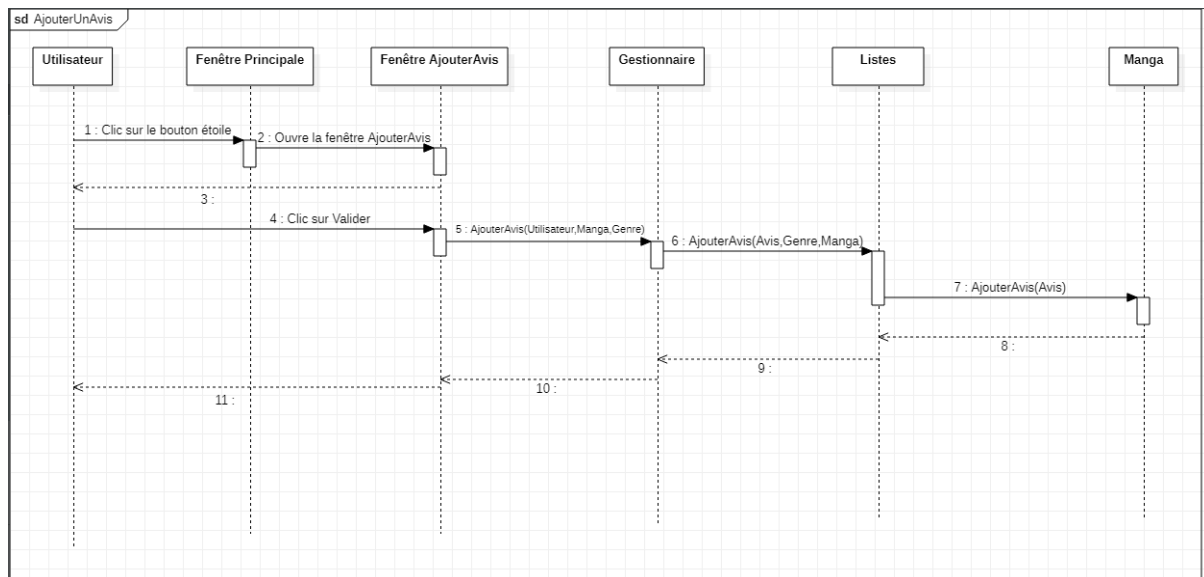 sd AjouterUnAvis
Utilisateur
Fenêtre Principale
Fenêtre AjouterAvis
Gestionnaire
Listes
Manga
1 : Clic sur le bouton étoile
2 : Ouvre la fenêtre AjouterAvis
3 :
4 : Clic sur Valider
5 : AjouterAvis(Utilisateur,Manga,Genre)
6 : AjouterAvis(Avis,Genre,Manga)
7 : AjouterAvis(Avis)
8 :
9 :
10 :
11 :